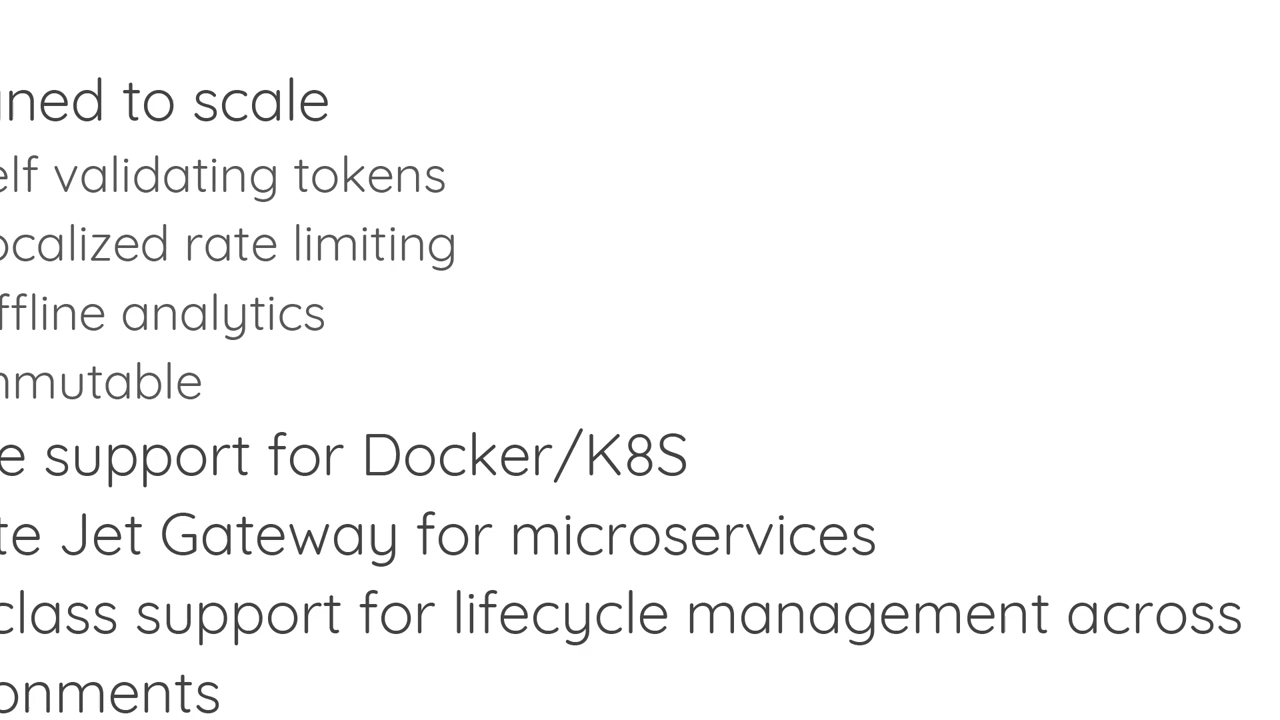 ned to scale
elf validating tokens
ocalized rate limiting
ffline analytics
mmutable
e support for Docker/K8S
te Jet Gateway for microservices
class support for lifecycle management across
onments